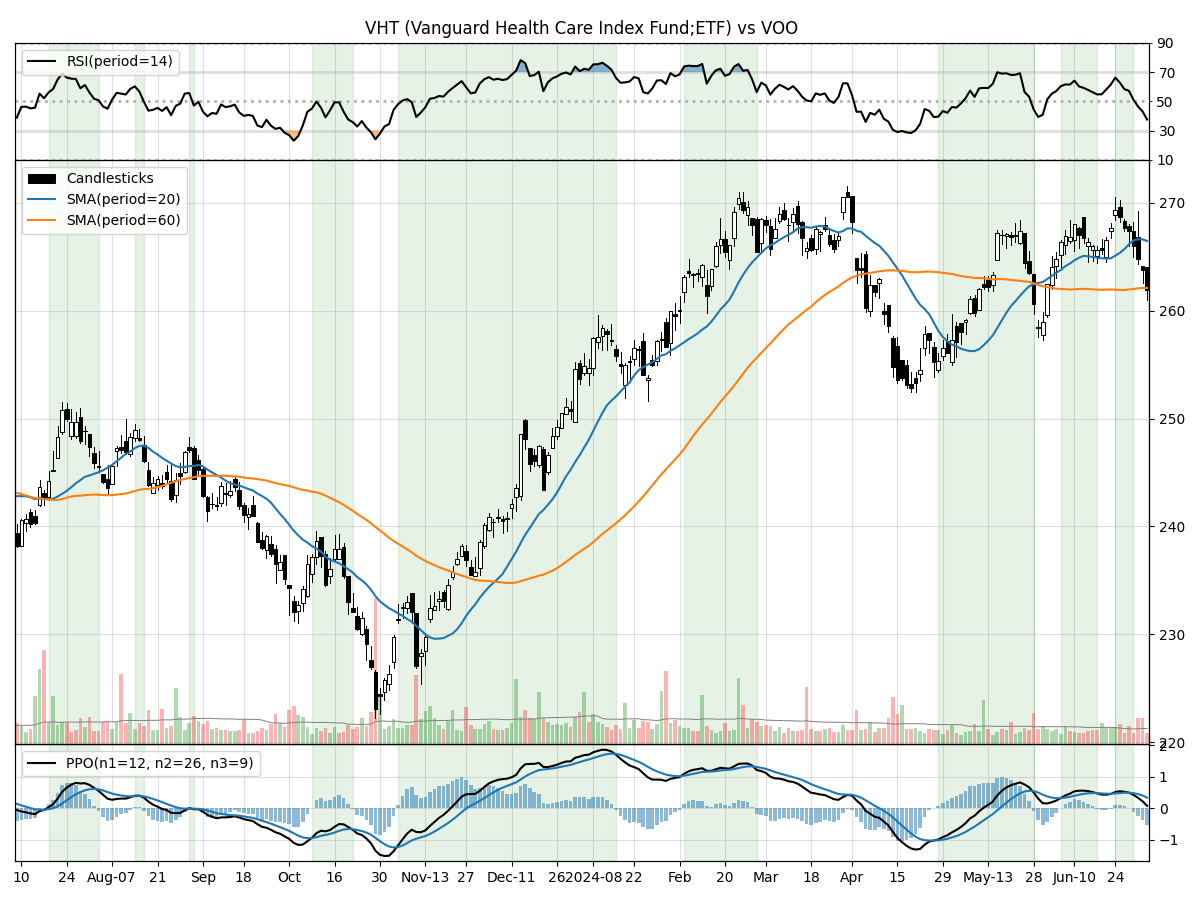 VHT (Vanguard Health Care Index Fund;ETF) vs VOO
RSI(period=14)
90
70
50
30
10
Candlesticks
SMA(period=20)
SMA(period=60)
270
260
250
240
230
220
PPO(n1=12, n2=26, n3=9)
2
1
0
−1
10 24 Aug-07 21 Sep 18 Oct 16 30 Nov-13 27 Dec-11 26 2024-08 22 Feb 20 Mar 18 Apr 15 29 May-13 28 Jun-10 24